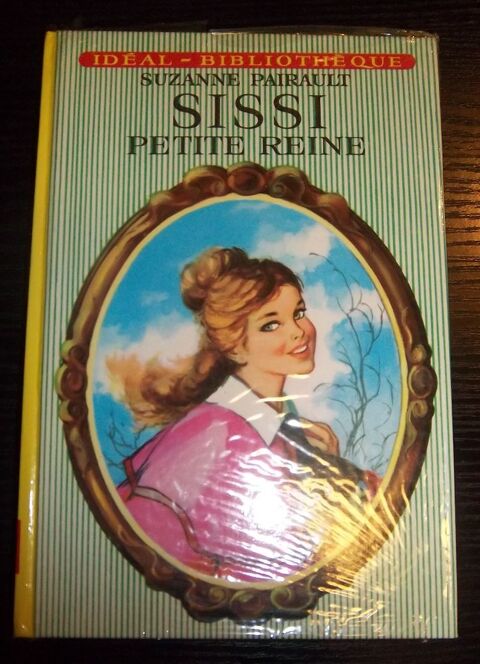 IDÉAL - BIBLIOTHÈQUE
SUZANNE PAIRAULT
SISSI
PETITE REINE